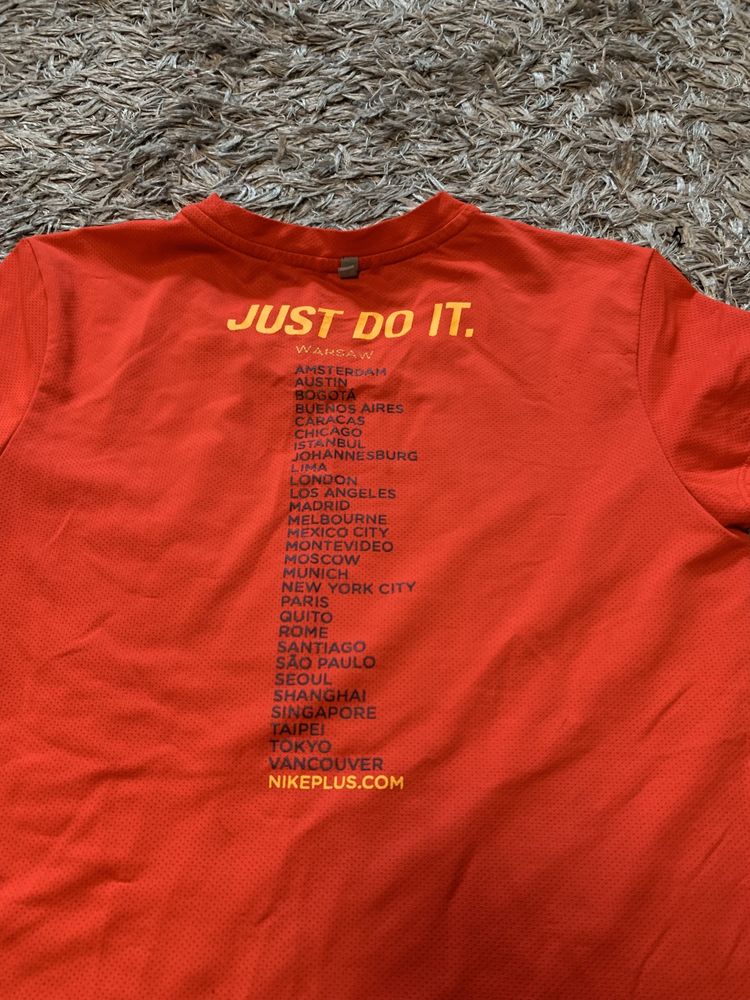 JUST DO IT.
WARSAW
AMSTERDAM
AUSTIN
BOGOTÁ
BUENOS AIRES
CARACAS
CHICAGO
ISTANBUL
JOHANNESBURG
LIMA
LONDON
LOS ANGELES
MADRID
MELBOURNE
MEXICO CITY
MONTEVIDEO
MOSCOW
MUNICH
NEW YORK CITY
PARIS
QUITO
ROME
SANTIAGO
SÃO PAULO
SEOUL
SHANGHAI
SINGAPORE
TAIPEI
TOKYO
VANCOUVER
NIKEPLUS.COM